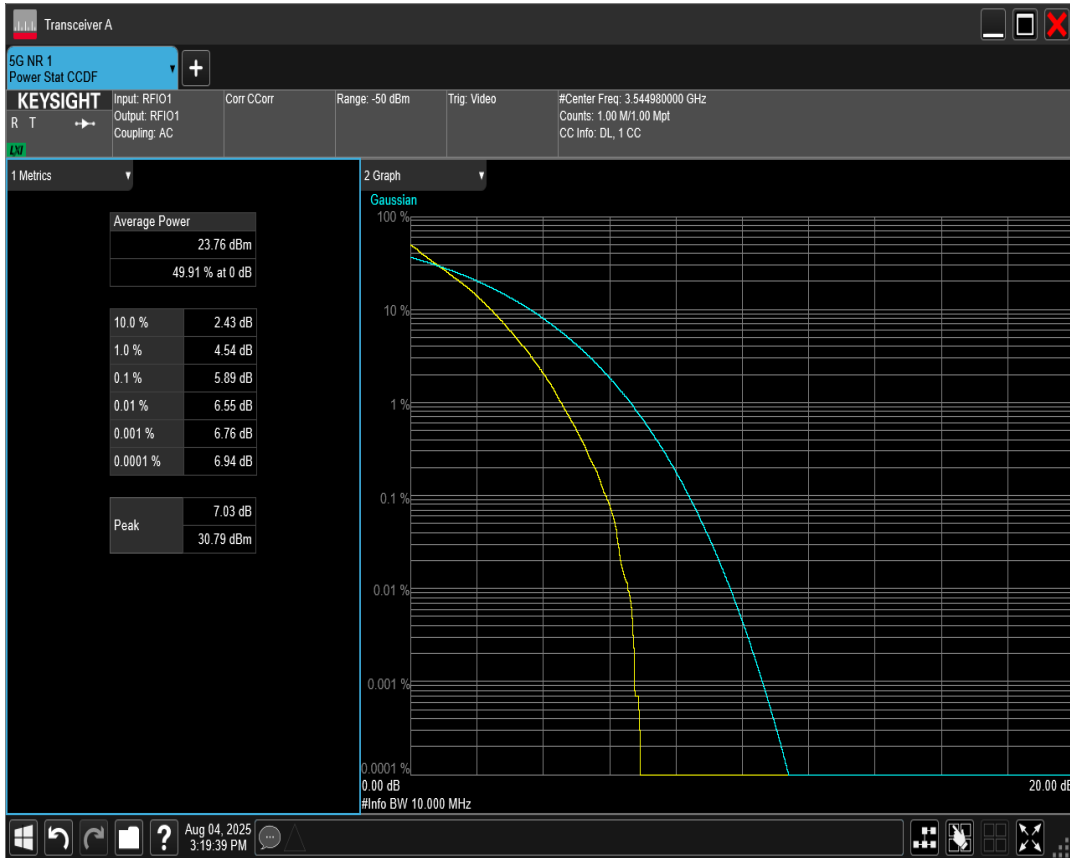 Transceiver A
5G NR 1
Power Stat CCDF
KEYSIGHT
R T
LXI
Input: RFIO1
Output: RFIO1
Coupling: AC
Corr CCorr
Range: -50 dBm
Trig: Video
#Center Freq: 3.544980000 GHz
Counts: 1.00 M/1.00 Mpt
CC Info: DL, 1 CC
1 Metrics
Average Power
23.76 dBm
49.91 % at 0 dB
10.0 % 2.43 dB
1.0 % 4.54 dB
0.1 % 5.89 dB
0.01 % 6.55 dB
0.001 % 6.76 dB
0.0001 % 6.94 dB
Peak
7.03 dB
30.79 dBm
2 Graph
Gaussian
100 %
10 %
1 %
0.1 %
0.01 %
0.001 %
0.0001 %
0.00 dB 20.00 dB
#Info BW 10.000 MHz
? Aug 04, 2025
3:19:39 PM